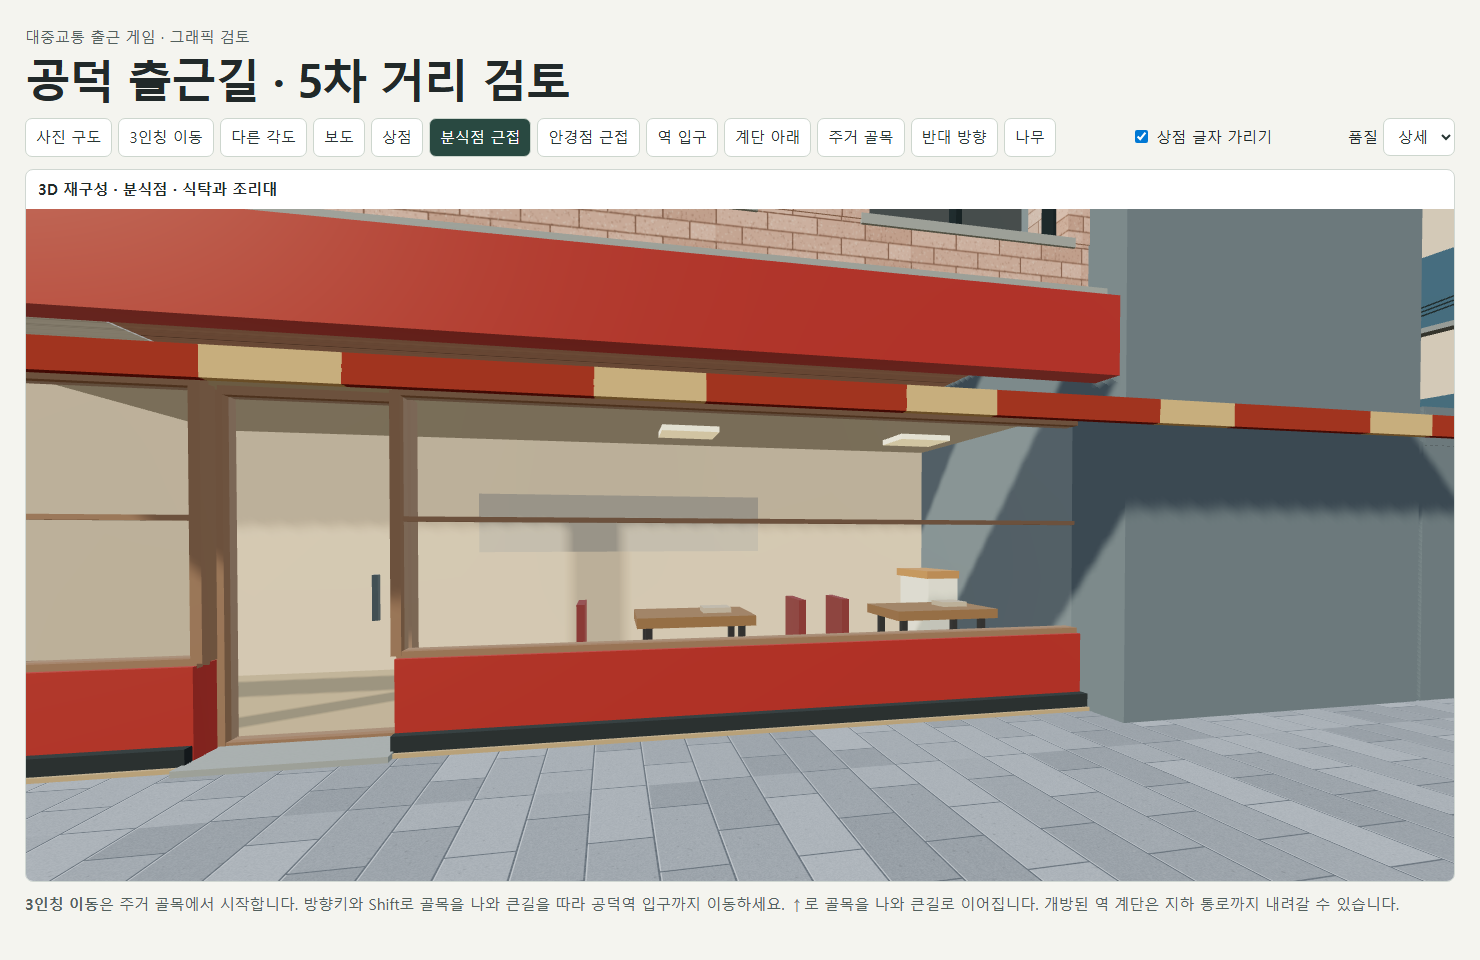 대중교통 출근 게임 · 그래픽 검토
공덕 출근길 · 5차 거리 검토
사진 구도
3인칭 이동
다른 각도
보도
상점
분식점 근접
안경점 근접
역 입구
계단 아래
주거 골목
반대 방향
나무
상점 글자 가리기
품질
상세
3D 재구성 · 분식점 · 식탁과 조리대
3인칭 이동은 주거 골목에서 시작합니다. 방향키와 Shift로 골목을 나와 큰길을 따라 공덕역 입구까지 이동하세요. ↑로 골목을 나와 큰길로 이어집니다. 개방된 역 계단은 지하 통로까지 내려갈 수 있습니다.